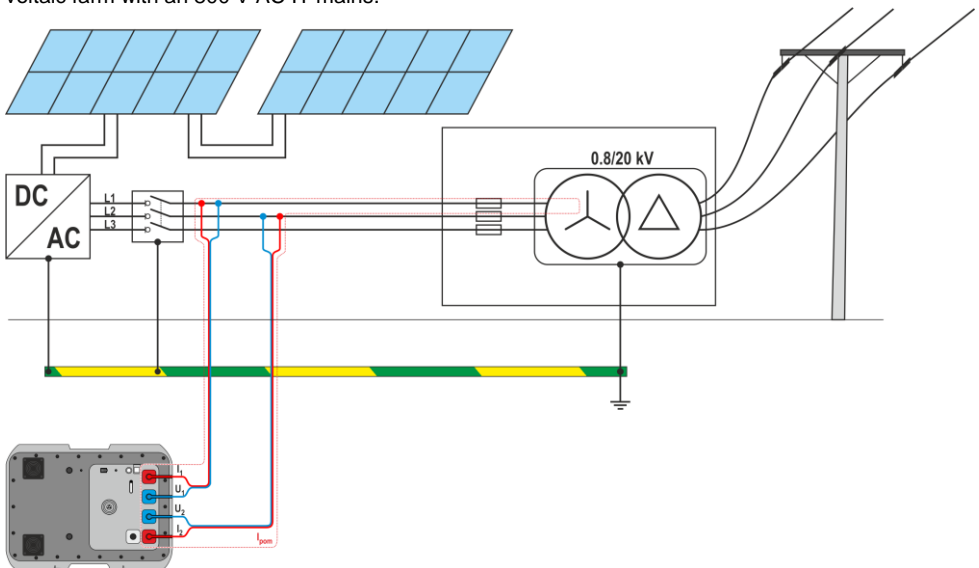 voltaic farm with an 800 V AC IT mains.
0.8/20 kV
DC
AC
L1
L2
L3
I1
U1
U2
I2
Ipom